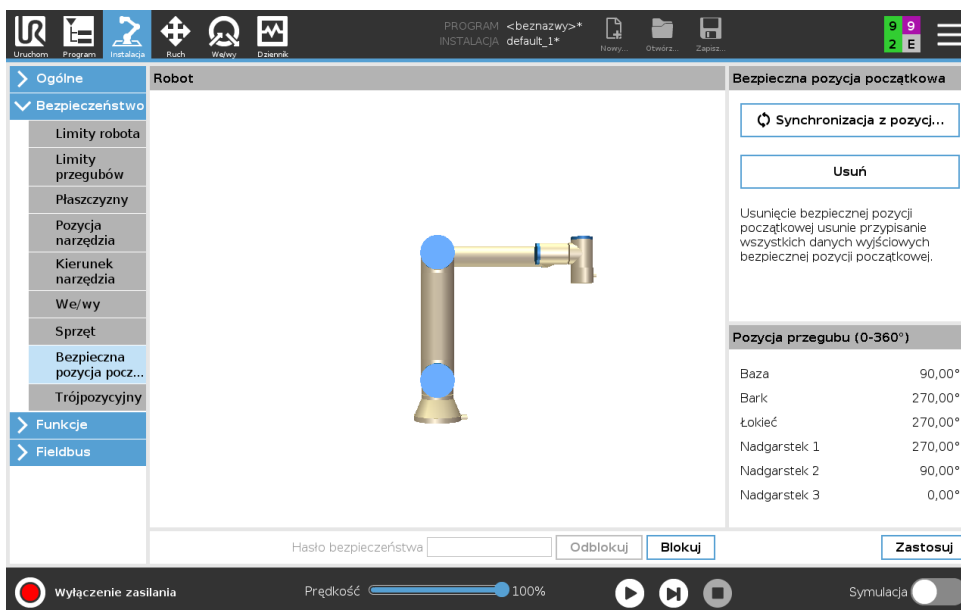 PROGRAM <beznazwy>*
INSTALACJA default_1*
UR
Uruchom Program Instalacja Ruch We/wy Dziennik Nowy... Otwórz... Zapisz...
9 9
2 E
Ogólne
Bezpieczeństwo
Limity robota
Limity
przegubów
Płaszczyzny
Pozycja
narzędzia
Kierunek
narzędzia
We/wy
Sprzęt
Bezpieczna
pozycja pocz...
Trójpozycyjny
Funkcje
Fieldbus
Robot
Bezpieczna pozycja początkowa
Synchronizacja z pozycj...
Usuń
Usunięcie bezpiecznej pozycji
początkowej usunie przypisanie
wszystkich danych wyjściowych
bezpiecznej pozycji początkowej.
Pozycja przegubu (0-360°)
Baza 90,00°
Bark 270,00°
Łokieć 270,00°
Nadgarstek 1 270,00°
Nadgarstek 2 90,00°
Nadgarstek 3 0,00°
Hasło bezpieczeństwa Odblokuj Blokuj Zastosuj
Wyłączenie zasilania Prędkość 100% Symulacja